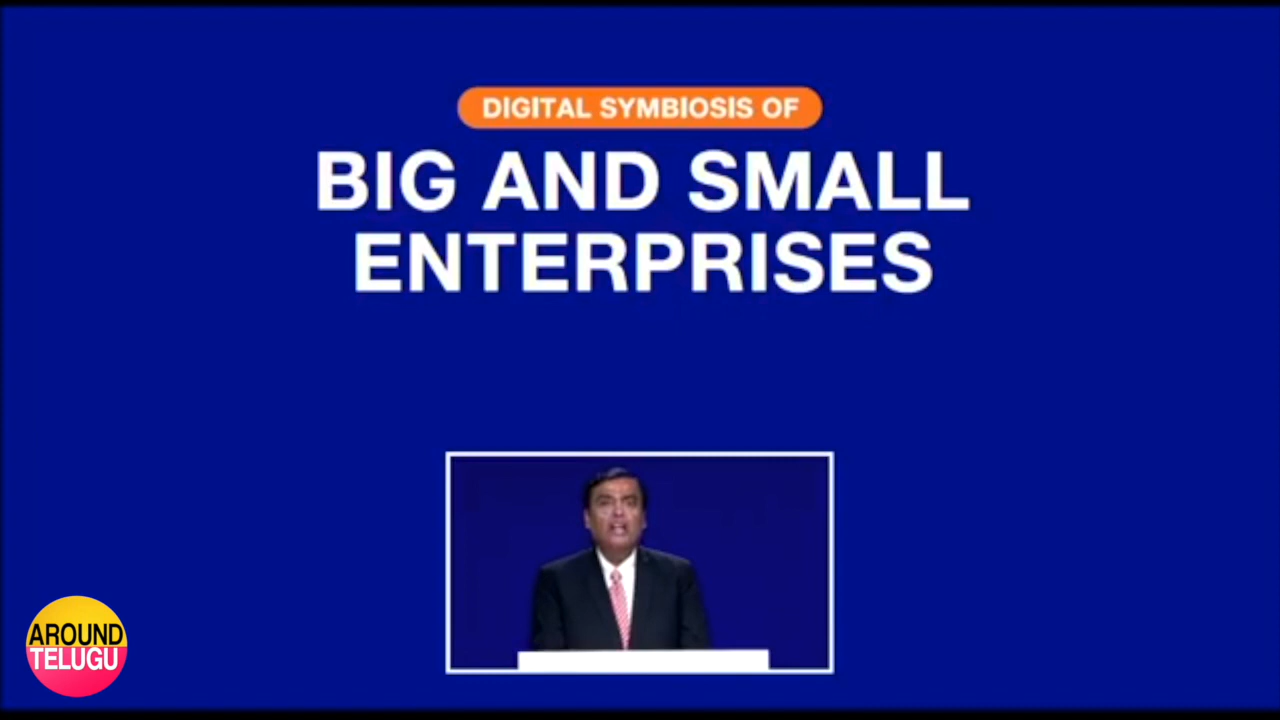 DIGITAL SYMBIOSIS OF
BIG AND SMALL
ENTERPRISES
AROUND
TELUGU